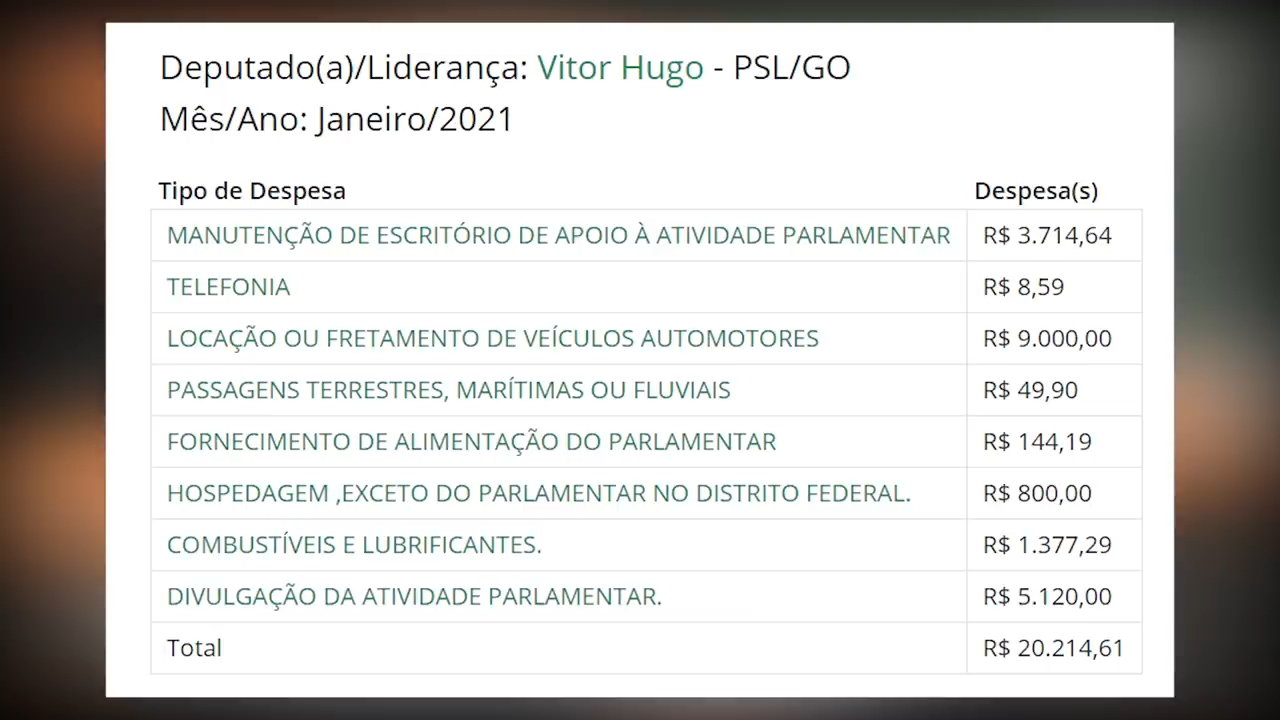 Deputado(a)/Liderança: Vitor Hugo - PSL/GO
Mês/Ano: Janeiro/2021
Tipo de Despesa Despesa(s)
MANUTENÇÃO DE ESCRITÓRIO DE APOIO À ATIVIDADE PARLAMENTAR R$ 3.714,64
TELEFONIA R$ 8,59
LOCAÇÃO OU FRETAMENTO DE VEÍCULOS AUTOMOTORES R$ 9.000,00
PASSAGENS TERRESTRES, MARÍTIMAS OU FLUVIAIS R$ 49,90
FORNECIMENTO DE ALIMENTAÇÃO DO PARLAMENTAR R$ 144,19
HOSPEDAGEM ,EXCETO DO PARLAMENTAR NO DISTRITO FEDERAL. R$ 800,00
COMBUSTÍVEIS E LUBRIFICANTES. R$ 1.377,29
DIVULGAÇÃO DA ATIVIDADE PARLAMENTAR. R$ 5.120,00
Total R$ 20.214,61